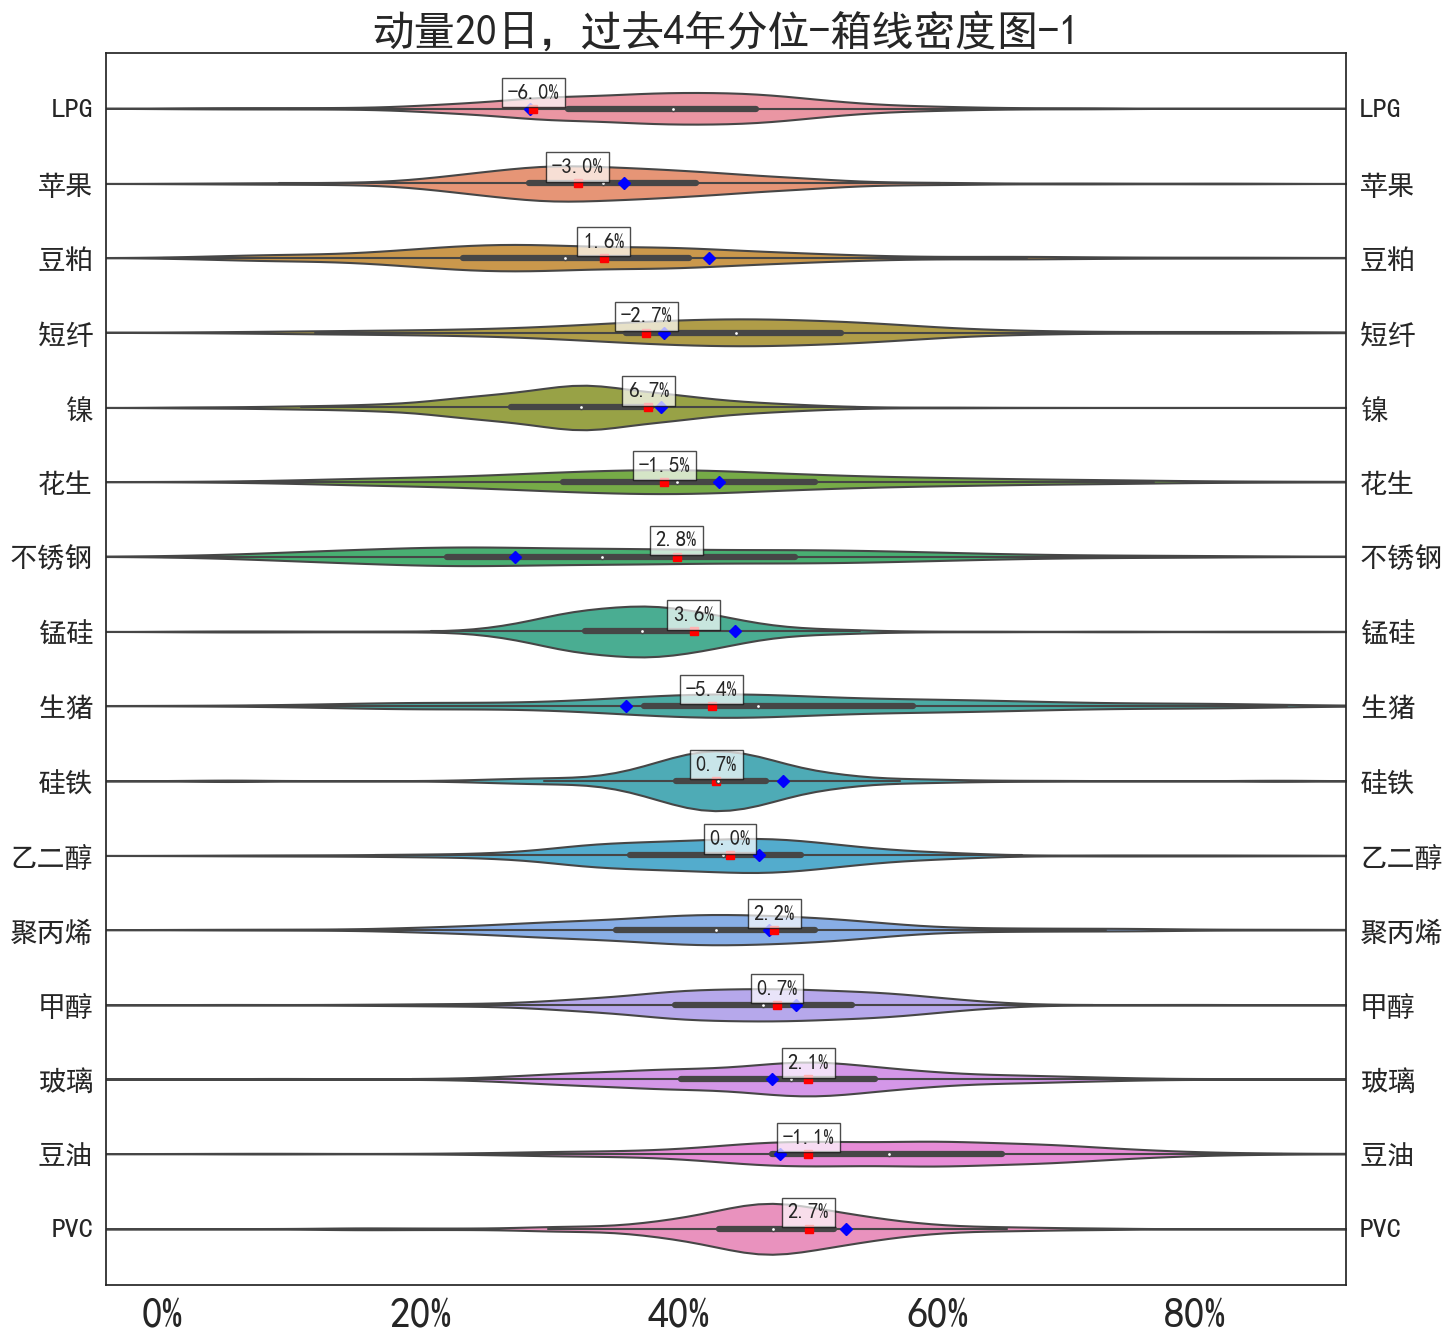 动量20日，过去4年分位-箱线密度图-1
LPG -6.0% LPG
苹果 -3.0% 苹果
豆粕 1.6% 豆粕
短纤 -2.7% 短纤
镍 6.7% 镍
花生 -1.5% 花生
不锈钢 2.8% 不锈钢
锰硅 3.6% 锰硅
生猪 -5.4% 生猪
硅铁 0.7% 硅铁
乙二醇 0.0% 乙二醇
聚丙烯 2.2% 聚丙烯
甲醇 0.7% 甲醇
玻璃 2.1% 玻璃
豆油 -1.1% 豆油
PVC 2.7% PVC
0% 20% 40% 60% 80%